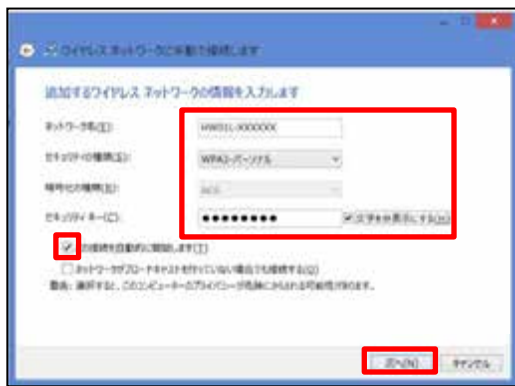 ワイヤレス ネットワークに手動で接続します
追加するワイヤレス ネットワークの情報を入力します
ネットワーク名(E):
セキュリティの種類(S):
WPA2-パーソナル
暗号化の種類(R):
AES
セキュリティ キー(C):
●●●●●●●●
文字を非表示にする(H)
この接続を自動的に開始します(T)
ネットワークがブロードキャストを行っていない場合でも接続する(O)
警告: 選択すると、このコンピューターのプライバシーが危険にさらされる可能性があります。
次へ(N)
キャンセル